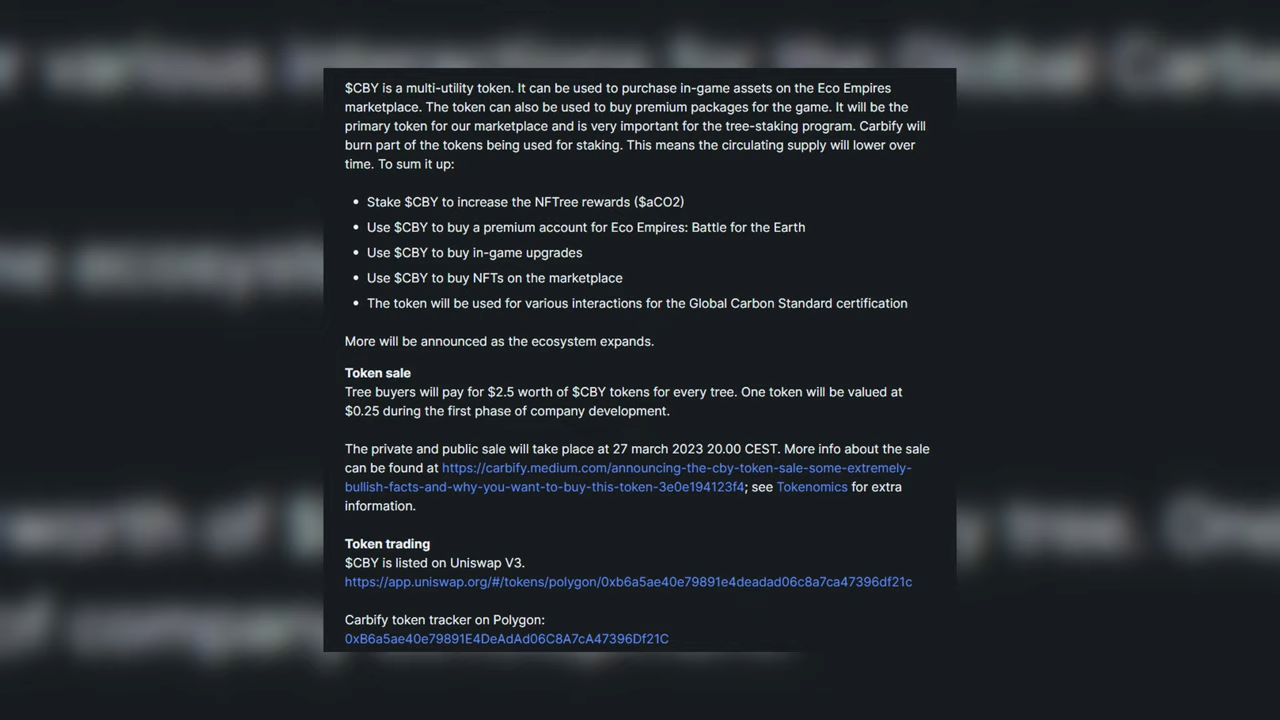 $CBY is a multi-utility token. It can be used to purchase in-game assets on the Eco Empires
marketplace. The token can also be used to buy premium packages for the game. It will be the
primary token for our marketplace and is very important for the tree-staking program. Carbify will
burn part of the tokens being used for staking. This means the circulating supply will lower over
time. To sum it up:
• Stake $CBY to increase the NFTree rewards ($aCO2)
• Use $CBY to buy a premium account for Eco Empires: Battle for the Earth
• Use $CBY to buy in-game upgrades
• Use $CBY to buy NFTs on the marketplace
• The token will be used for various interactions for the Global Carbon Standard certification
More will be announced as the ecosystem expands.
Token sale
Tree buyers will pay for $2.5 worth of $CBY tokens for every tree. One token will be valued at
$0.25 during the first phase of company development.
The private and public sale will take place at 27 march 2023 20.00 CEST. More info about the sale
can be found at https://carbify.medium.com/announcing-the-cby-token-sale-some-extremely-
bullish-facts-and-why-you-want-to-buy-this-token-3e0e194123f4; see Tokenomics for extra
information.
Token trading
$CBY is listed on Uniswap V3.
https://app.uniswap.org/#/tokens/polygon/0xb6a5ae40e79891e4deadad06c8a7ca47396df21c
Carbify token tracker on Polygon:
0xB6a5ae40e79891E4DeAdAd06C8A7cA47396Df21C